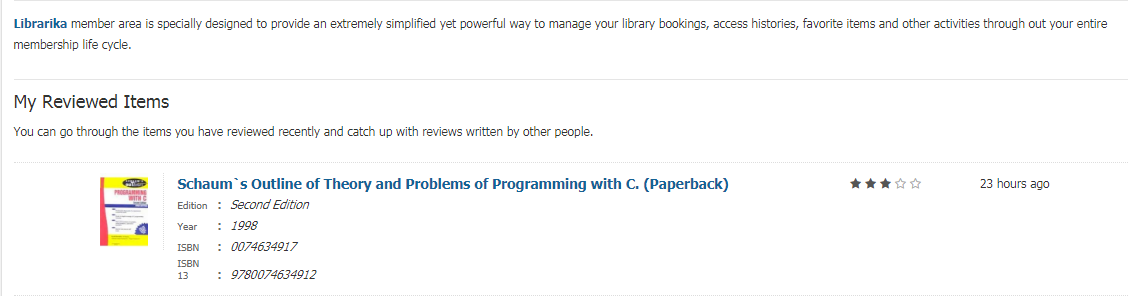 Librarika member area is specially designed to provide an extremely simplified yet powerful way to manage your library bookings, access histories, favorite items and other activities through out your entire
membership life cycle.
My Reviewed Items
You can go through the items you have reviewed recently and catch up with reviews written by other people.
PROGRAMMING
WITH C
Schaum`s Outline of Theory and Problems of Programming with C. (Paperback) 23 hours ago
Edition : Second Edition
Year : 1998
ISBN : 0074634917
ISBN
13 : 9780074634912